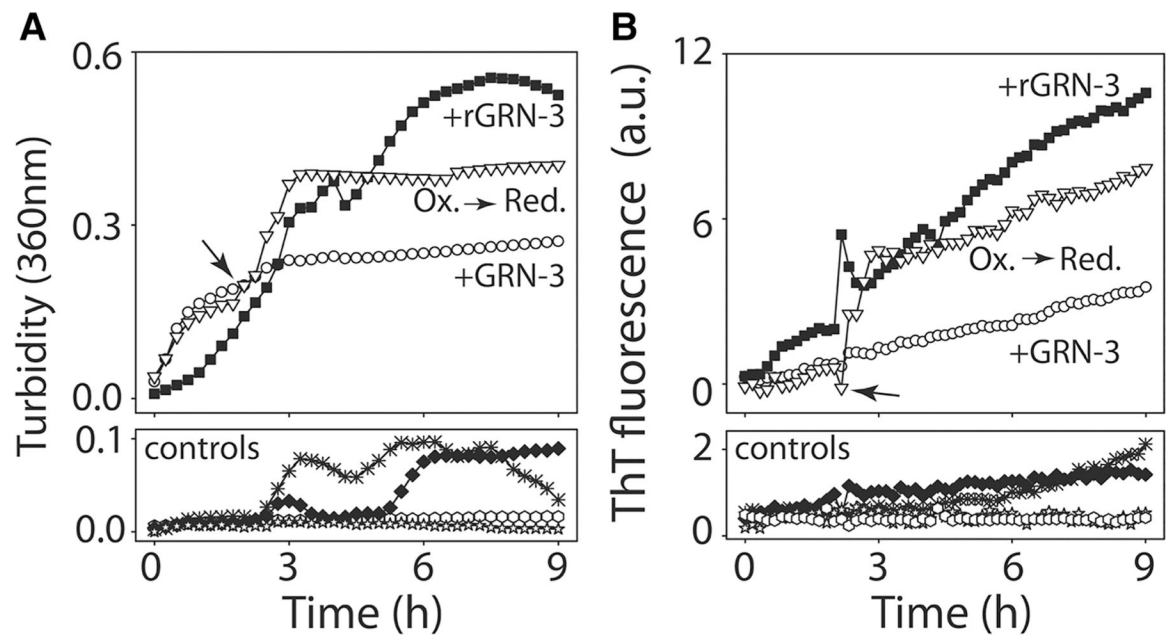 A
Turbidity (360nm)
0.6
0.3
0.0
+rGRN-3
Ox. → Red.
+GRN-3
0.1
0.0
controls
0 3 6 9
Time (h)
B
ThT fluorescence (a.u.)
12
6
0
+rGRN-3
Ox. → Red.
+GRN-3
2
0
controls
0 3 6 9
Time (h)